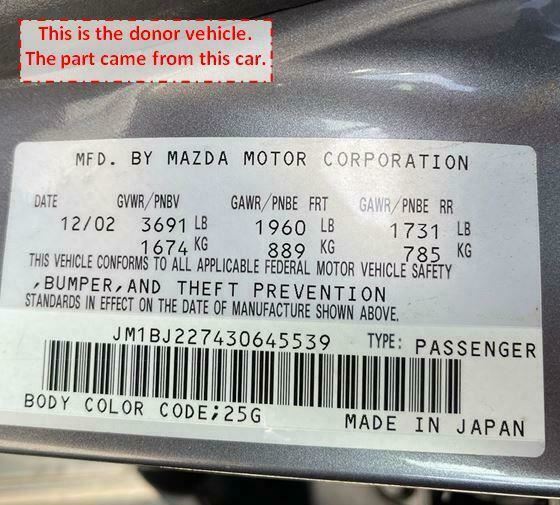 This is the donor vehicle.
The part came from this car.
MFD. BY MAZDA MOTOR CORPORATION
DATE GVWR/PNBV GAWR/PNBE FRT GAWR/PNBE RR
12/02 3691 LB 1960 LB 1731 LB
1674 KG 889 KG 785 KG
THIS VEHICLE CONFORMS TO ALL APPLICABLE FEDERAL MOTOR VEHICLE SAFETY
,BUMPER,AND THEFT PREVENTION
STANDARDS IN EFFECT ON THE DATE OF MANUFACTURE SHOWN ABOVE.
JM1BJ227430645539 TYPE: PASSENGER
BODY COLOR CODE;25G MADE IN JAPAN